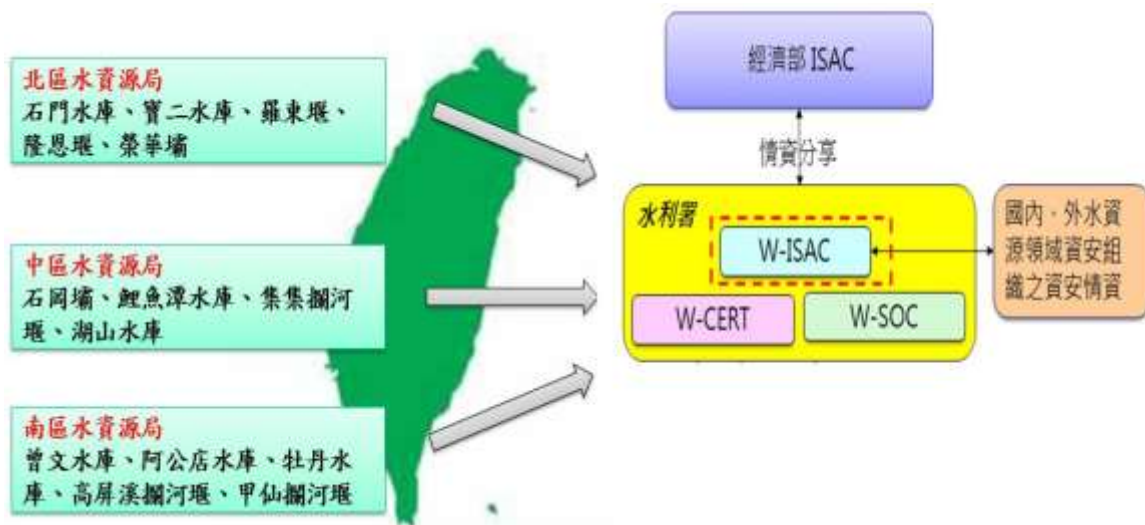 北區水資源局
石門水庫、寶二水庫、羅東堰、
隆恩堰、榮華壩
中區水資源局
石岡壩、鯉魚潭水庫、集集攔河
堰、湖山水庫
南區水資源局
曾文水庫、阿公店水庫、牡丹水
庫、高屏溪攔河堰、甲仙攔河堰
經濟部 ISAC
情資分享
水利署
W-ISAC
W-CERT
W-SOC
國內、外水資
源領域資安組
織之資安情資